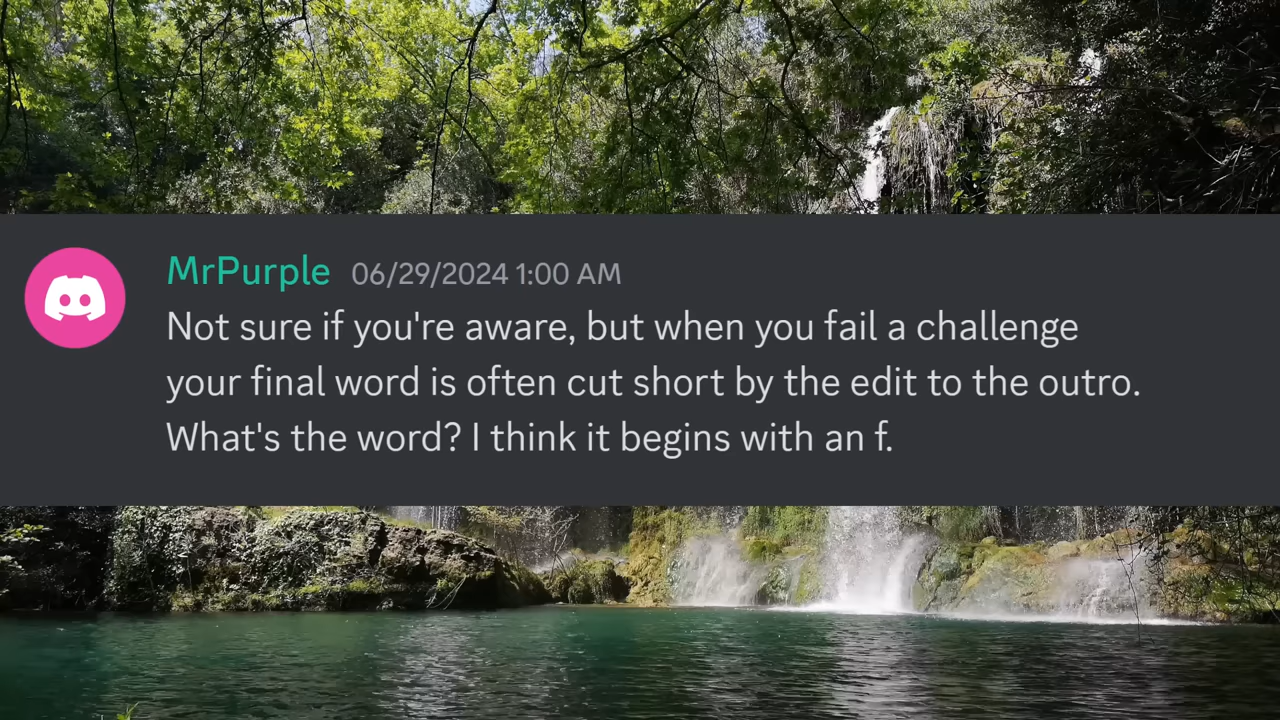 MrPurple 06/29/2024 1:00 AM
Not sure if you're aware, but when you fail a challenge
your final word is often cut short by the edit to the outro.
What's the word? I think it begins with an f.